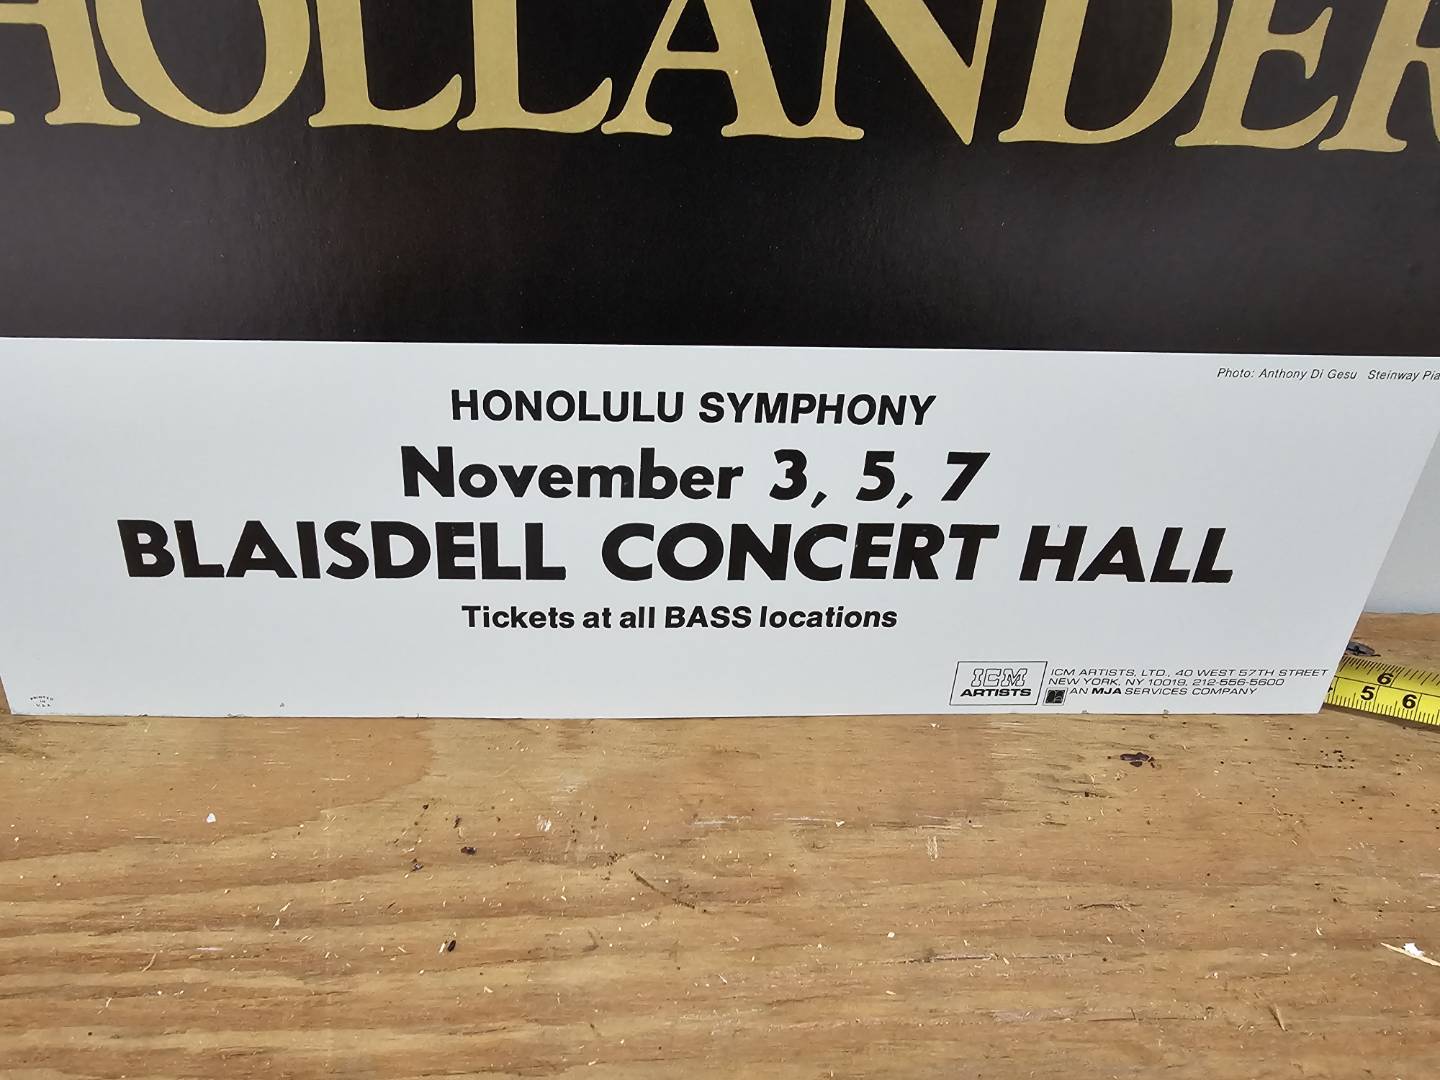 HOLLANDER
Photo: Anthony Di Gesu Steinway
HONOLULU SYMPHONY
November 3, 5, 7
BLAISDELL CONCERT HALL
Tickets at all BASS locations
ICM
ARTISTS
ICM ARTISTS, LTD., 40 WEST 57TH STREET
NEW YORK, NY 10019, 212-556-5600
AN MJA SERVICES COMPANY
PRINTED
IN
U.S.A.
6
5 6